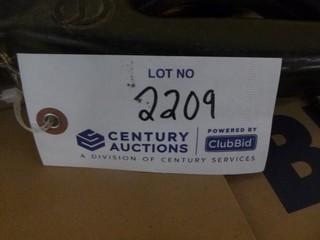 LOT NO
2209
CENTURY AUCTIONS
POWERED BY
ClubBid
A DIVISION OF CENTURY SERVICES
B